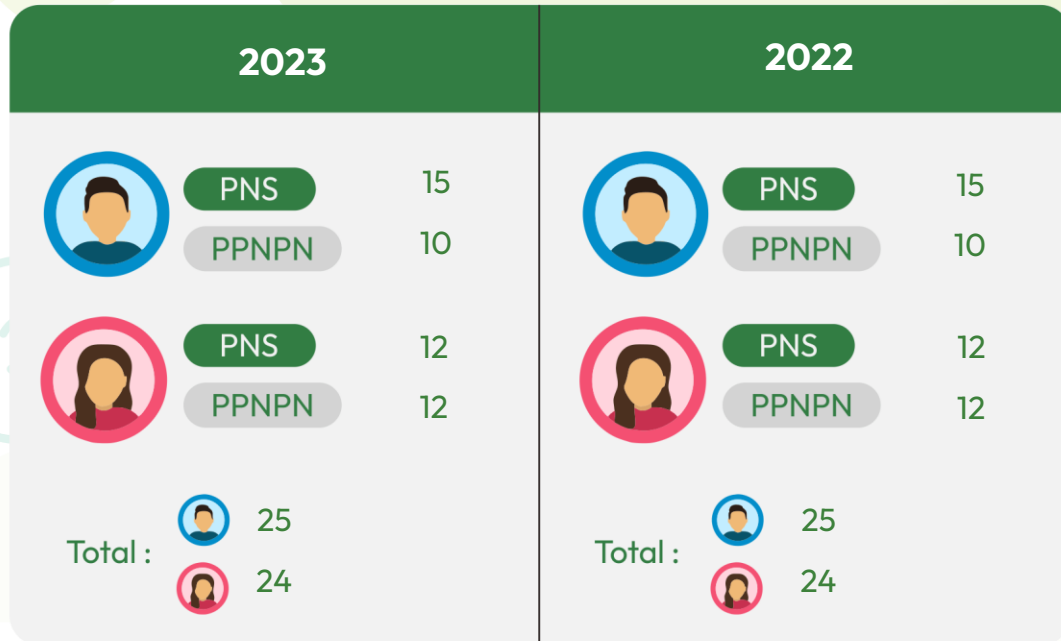 2023
PNS 15
PPNPN 10
PNS 12
PPNPN 12
Total :
25
24
2022
PNS 15
PPNPN 10
PNS 12
PPNPN 12
Total :
25
24